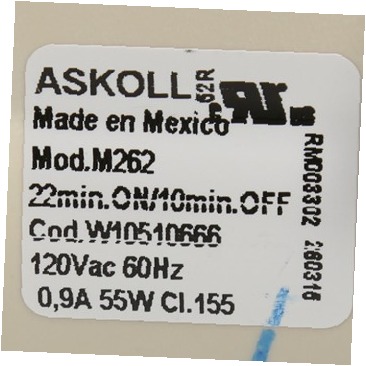 ASKOLL
Made en Mexico
Mod.M262
22min.ON/10min.OFF
Cod.W10510666
120Vac 60Hz
0,9A 55W Cl.155